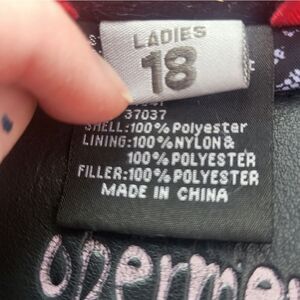 LADIES
18
37037
SHELL:100% Polyester
LINING:100%NYLON&
100%POLYESTER
FILLER:100%POLYESTER
MADE IN CHINA